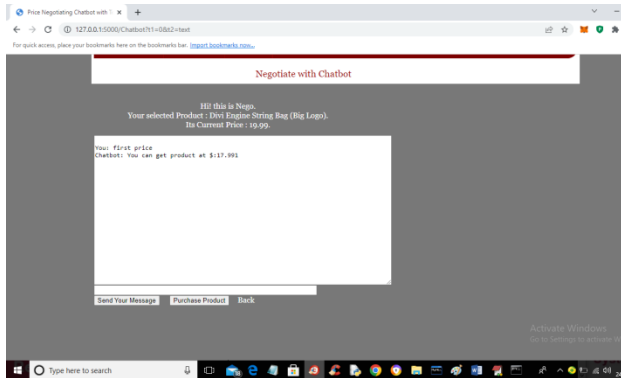 Price Negotiating Chatbot with
127.0.0.1:5000/Chatbot?t1=0&t2=text
For quick access, place your bookmarks here on the bookmarks bar. Import bookmarks now...
Negotiate with Chatbot
Hi! this is Nego.
Your selected Product : Divi Engine String Bag (Big Logo).
Its Current Price : 19.99.
You: first price
Chatbot: You can get product at $:17.991
Send Your Message Purchase Product Back
Activate Windows
Go to Settings to activate
Type here to search